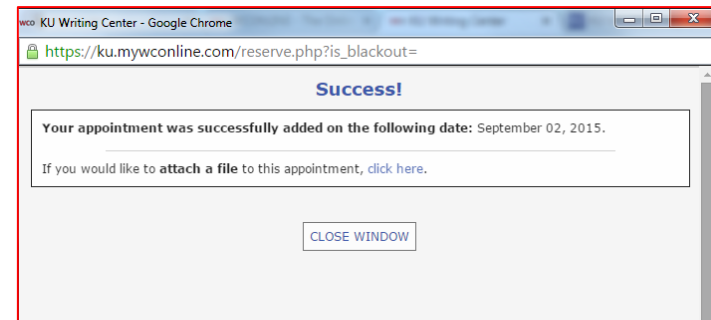 wco KU Writing Center - Google Chrome
https://ku.mywconline.com/reserve.php?is_blackout=
Success!
Your appointment was successfully added on the following date: September 02, 2015.
If you would like to attach a file to this appointment, click here.
CLOSE WINDOW